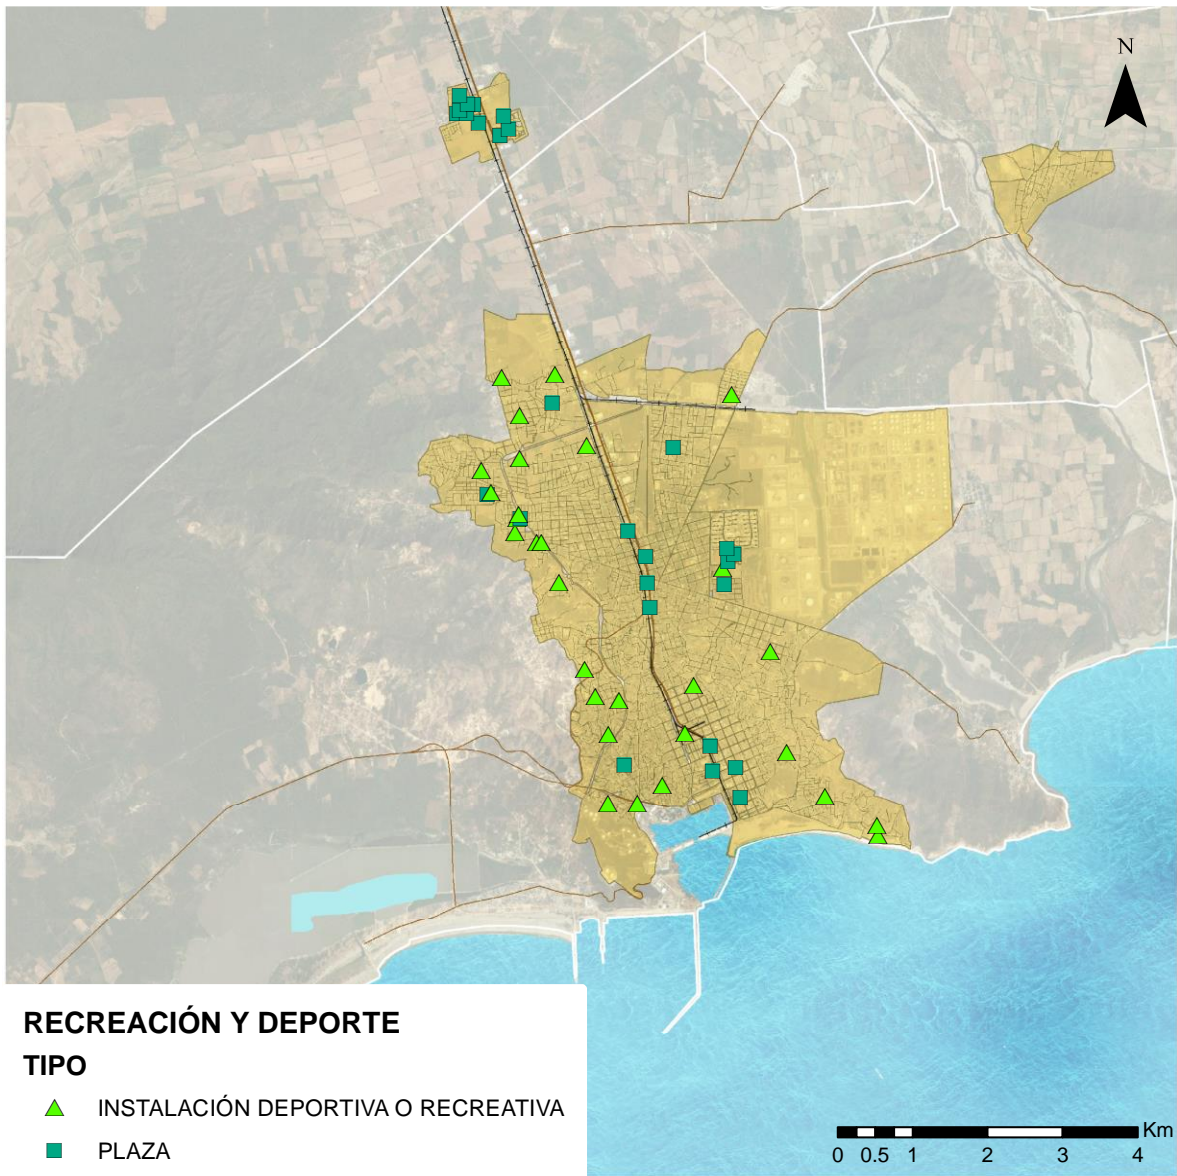 N
RECREACIÓN Y DEPORTE
TIPO
INSTALACIÓN DEPORTIVA O RECREATIVA
PLAZA
Km
0 0.5 1 2 3 4